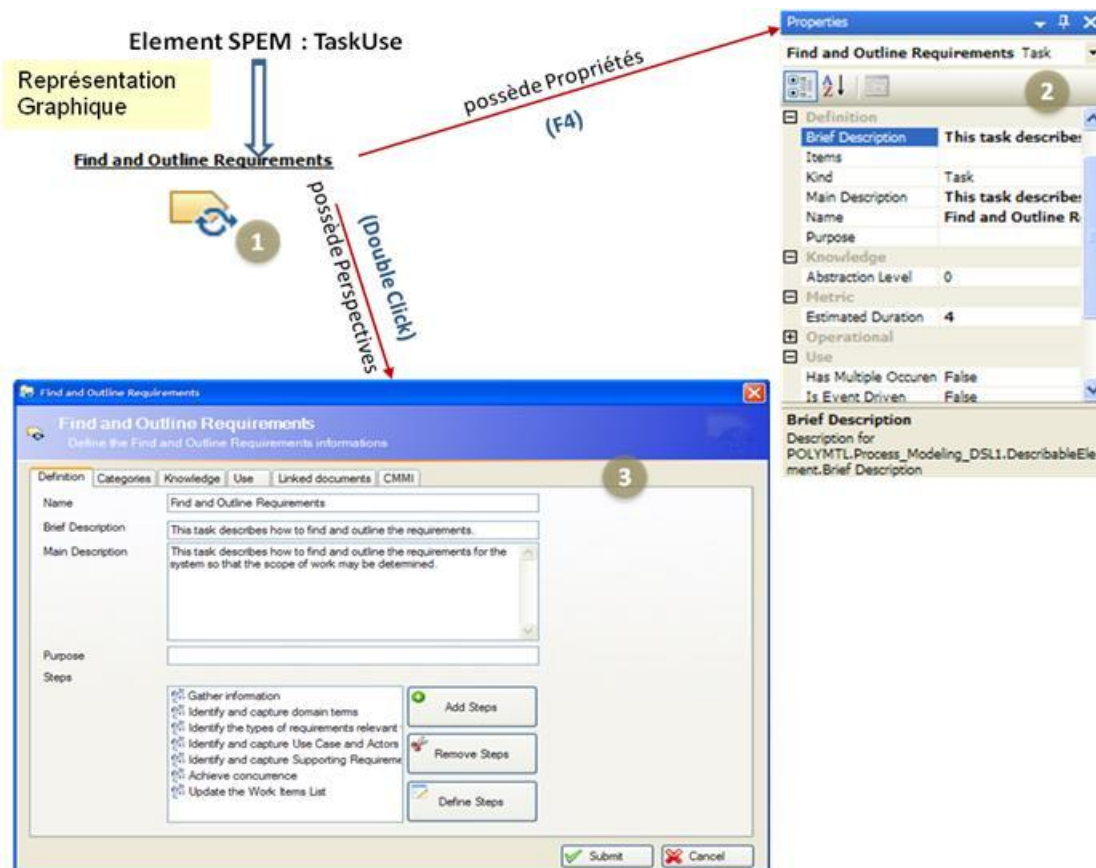 Element SPEM : TaskUse
Représentation
Graphique
Find and Outline Requirements
1
possède Propriétés
(F4)
possède Perspectives
(Double Click)
Properties
Find and Outline Requirements Task
2
Definition
Brief Description This task describes
Items
Kind Task
Main Description This task describes
Name Find and Outline R
Purpose
Knowledge
Abstraction Level 0
Metric
Estimated Duration 4
Operational
Use
Has Multiple Occuren False
Is Event Driven False
Brief Description
Description for
POLYMTL.Process_Modeling_DSL1.DescribableEle
ment.Brief Description
Find and Outline Requirements
Find and Outline Requirements
Define the Find and Outline Requirements informations
3
Definition Categories Knowledge Use Linked documents CMMI
Name Find and Outline Requirements
Brief Description This task describes how to find and outline the requirements.
Main Description This task describes how to find and outline the requirements for the
system so that the scope of work may be determined.
Purpose
Steps
Gather information
Identify and capture domain terms
Identify the types of requirements relevant
Identify and capture Use Case and Actors
Identify and capture Supporting Requireme
Achieve concurrence
Update the Work Items List
Add Steps
Remove Steps
Define Steps
Submit Cancel